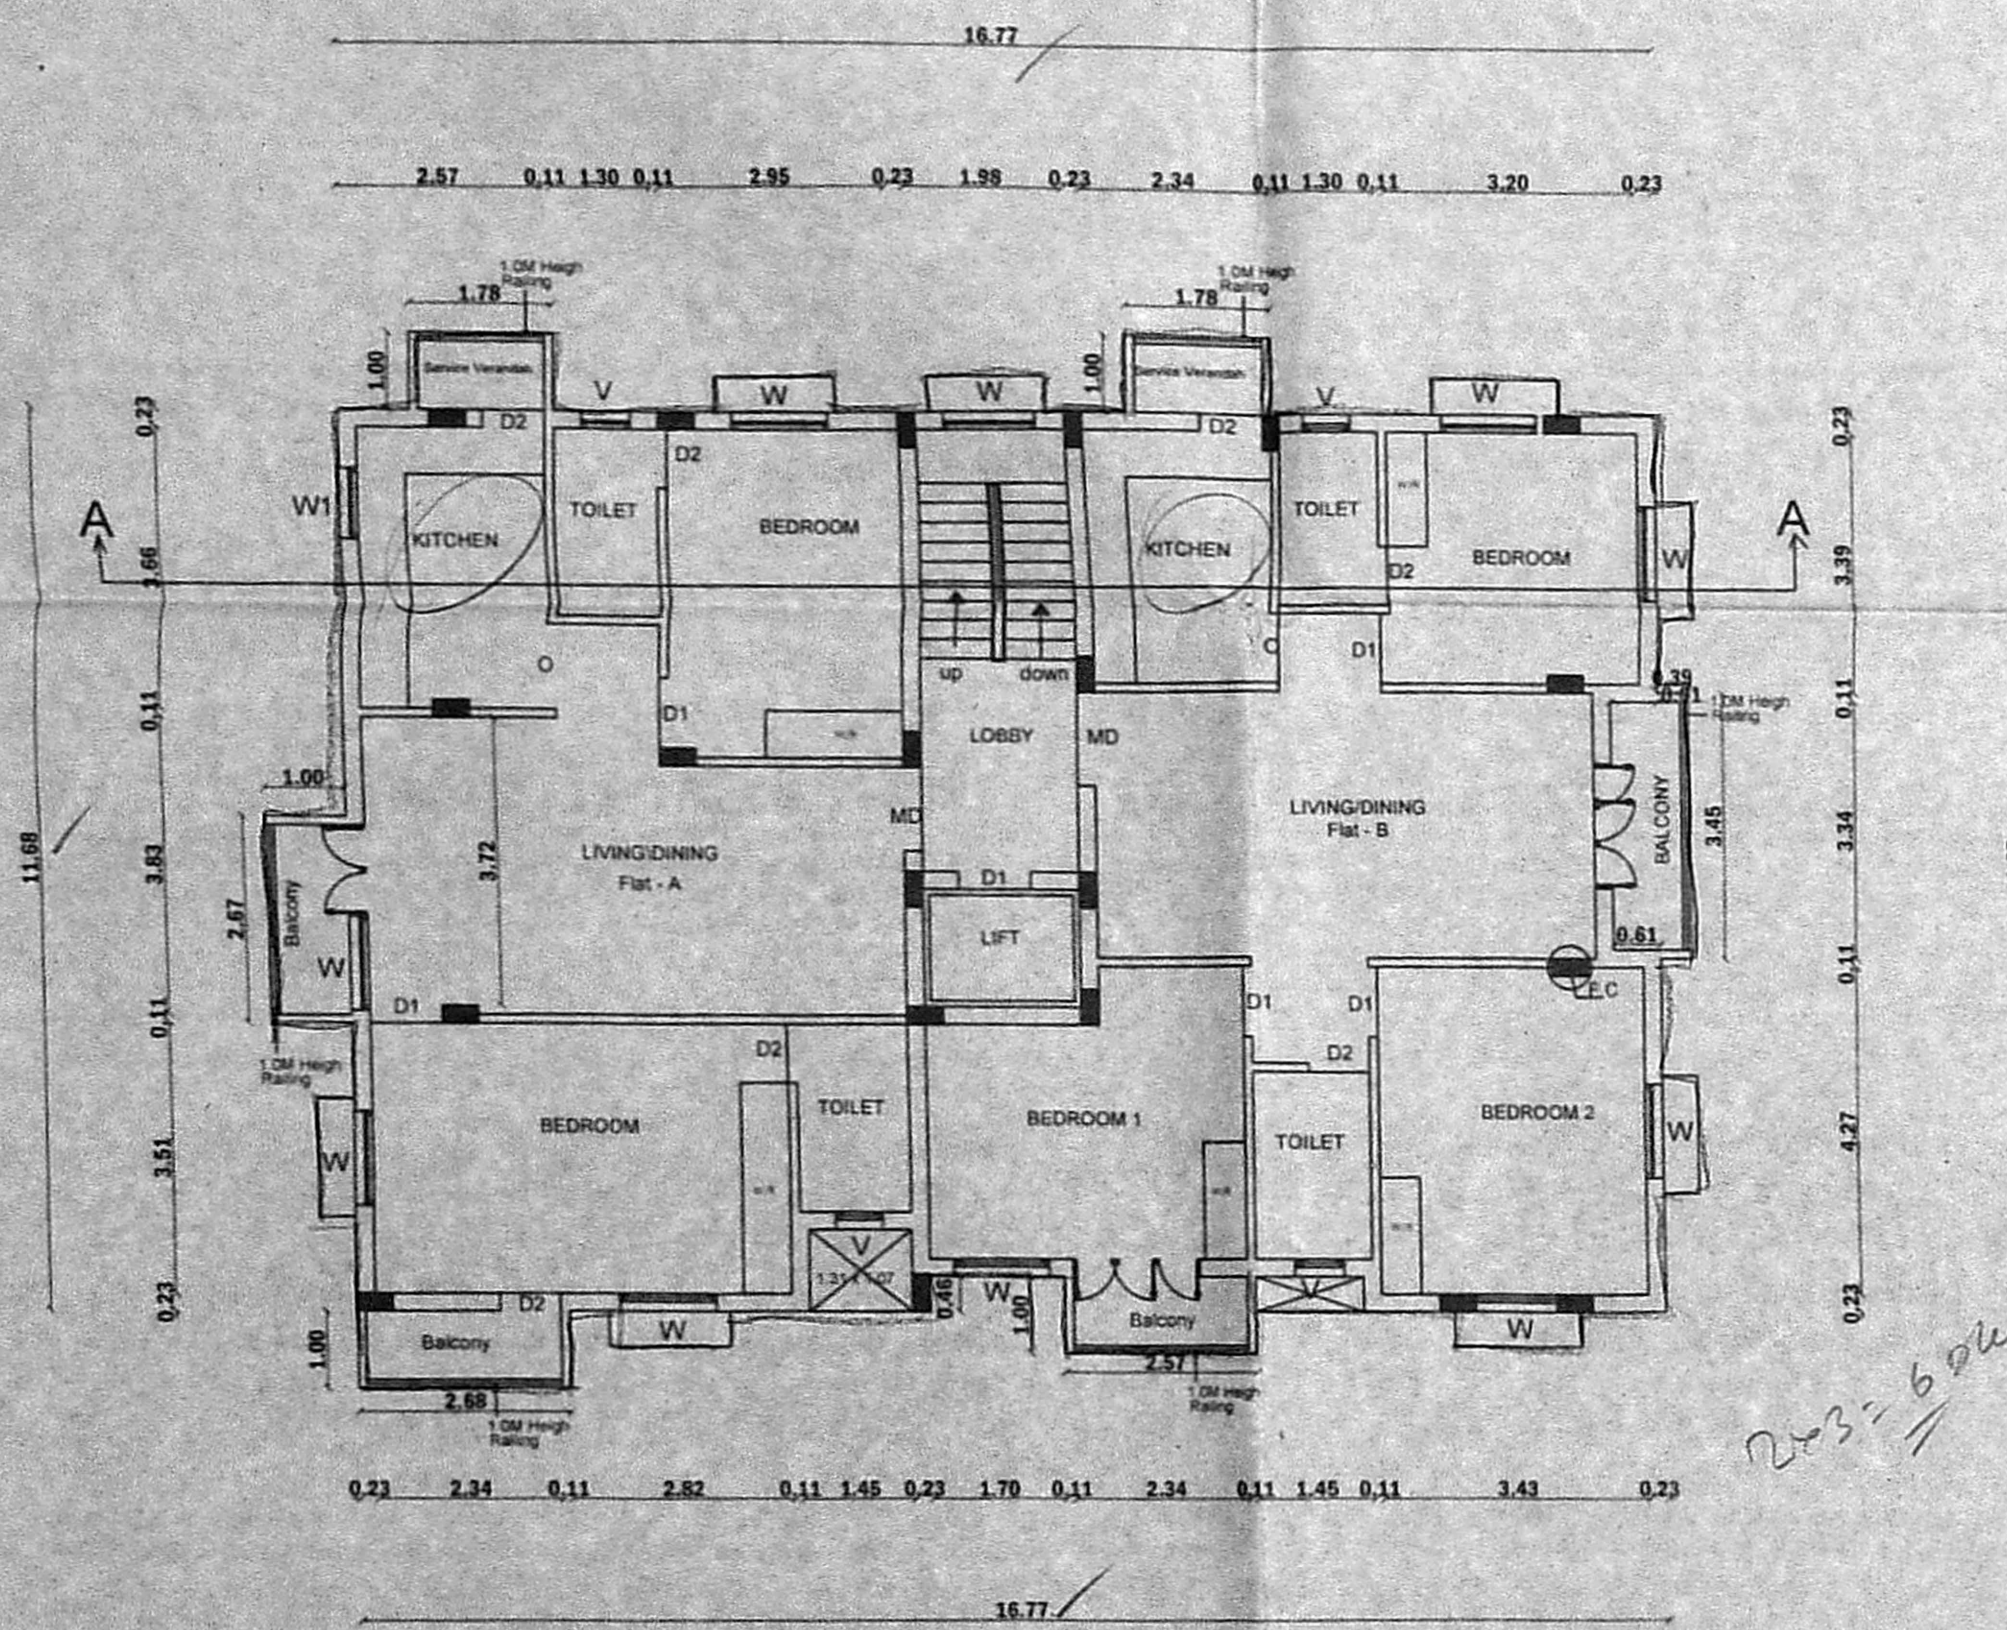 16.77
2.57 0,11 1.30 0,11 2.95 0,23 1.98 0,23 2.34 0,11 1.30 0,11 3.20 0,23
1.0M Heigh
Railing
1.78
1.0M Heigh
Railing
1.78
1.00
Service Verandah
1.00
Service Verandah
V
W
W
V
W
0,23
D2
D2
0,23
D2
W1
A
KITCHEN
TOILET
BEDROOM
KITCHEN
TOILET
W/R
BEDROOM
W
A
3.66
D2
3.39
O
up
down
O
D1
0,11
D1
W/R
LOBBY
MD
.39
0.61
1.0M Heigh
Railing
0,11
1.00
MD
LIVING/DINING
Flat - B
BALCONY
3.45
3.34
11.68
3.83
3.72
LIVING\DINING
Flat - A
D1
2.67
Balcony
W
LIFT
0.61
0,11
E.C
0,11
D1
D1
D1
1.0M Heigh
Railing
D2
D2
W
3.51
BEDROOM
W/R
TOILET
BEDROOM 1
W/R
TOILET
BEDROOM 2
W/R
W
4.27
V
1.31 x 1.07
0.46
W
1.00
V
0,23
D2
Balcony
W
Balcony
W
0,23
1.00
2.57
1.0M Heigh
Railing
2.68
1.0M Heigh
Railing
2x3 = 6
0,23 2.34 0,11 2.82 0,11 1.45 0,23 1.70 0,11 2.34 0,11 1.45 0,11 3.43 0,23
16.77